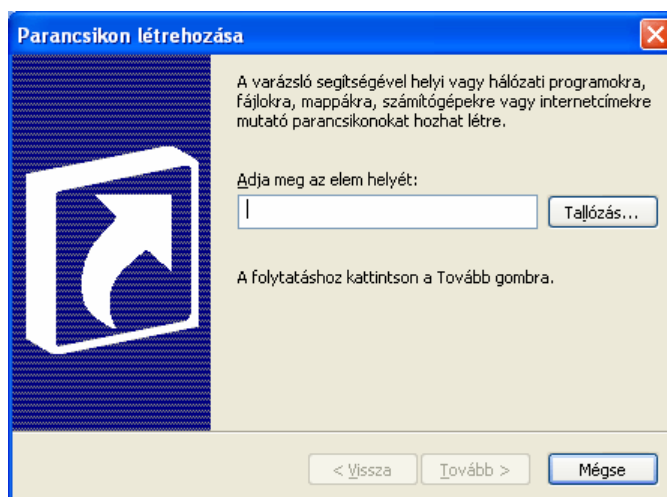 Parancsikon létrehozása
A varázsló segítségével helyi vagy hálózati programokra,
fájlokra, mappákra, számítógépekre vagy internetcímekre
mutató parancsikonokat hozhat létre.
Adja meg az elem helyét:
Tallózás...
A folytatáshoz kattintson a Tovább gombra.
< Vissza
Tovább >
Mégse